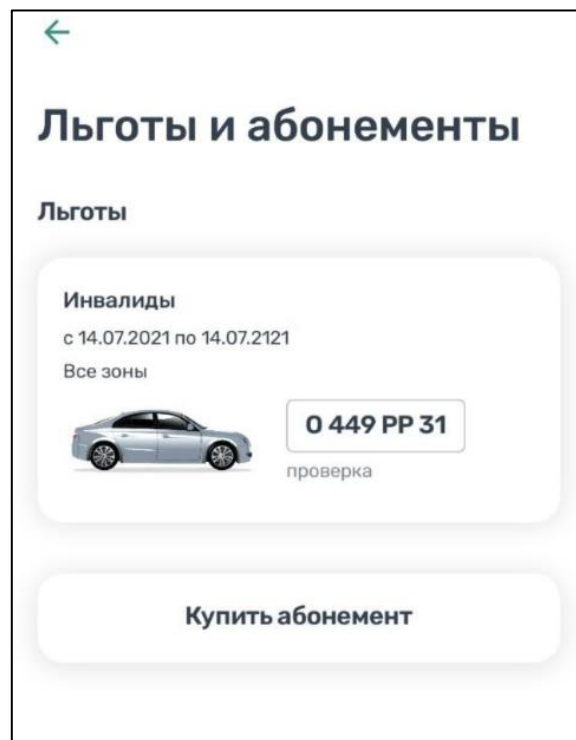 Льготы и абонементы
Льготы
Инвалиды
с 14.07.2021 по 14.07.2121
Все зоны
О 449 РР 31
проверка
Купить абонемент